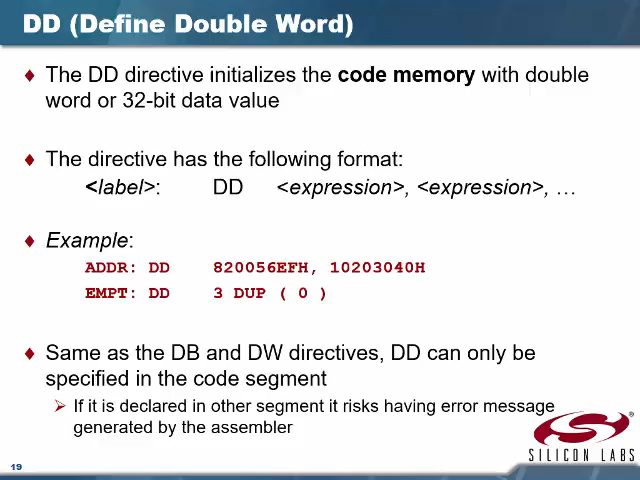 DD (Define Double Word)
♦ The DD directive initializes the code memory with double
word or 32-bit data value
♦ The directive has the following format:
<label>: DD <expression>, <expression>, …
♦ Example:
ADDR: DD 820056EFH, 10203040H
EMPT: DD 3 DUP ( 0 )
♦ Same as the DB and DW directives, DD can only be
specified in the code segment
➢ If it is declared in other segment it risks having error message
generated by the assembler
SILICON LABS
19